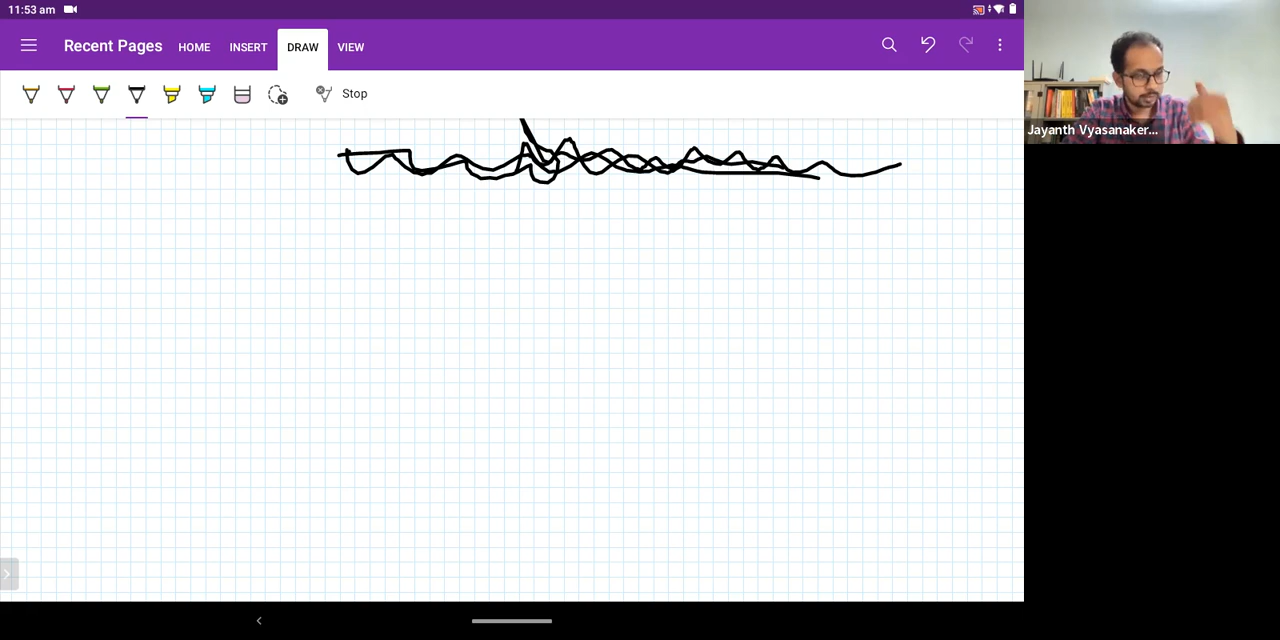 11:53 am
Recent Pages HOME INSERT DRAW VIEW
Stop
Jayanth Vyasanaker...